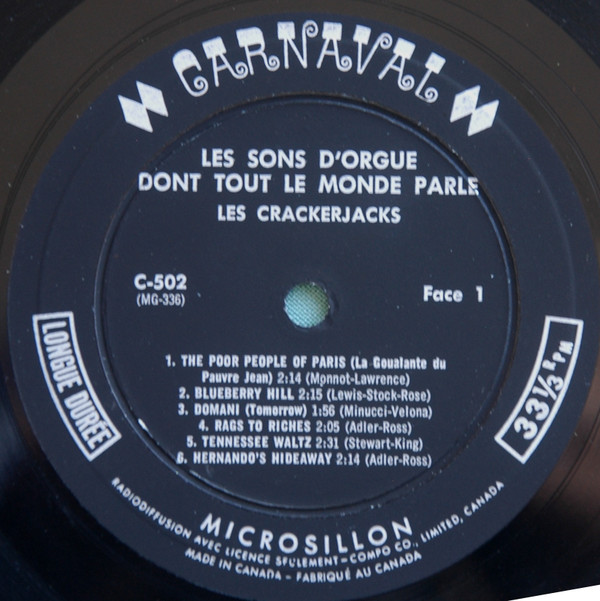 CARNAVAL
LES SONS D'ORGUE
DONT TOUT LE MONDE PARLE
LES CRACKERJACKS
C-502
(MG-336)
Face 1
LONGUE DURÉE
33 1/3 RPM
1. THE POOR PEOPLE OF PARIS (La Goualante du
Pauvre Jean) 2:14 (Monnot-Lawrence)
2. BLUEBERRY HILL 2:15 (Lewis-Stock-Rose)
3. DOMANI (Tomorrow) 1:56 (Minucci-Velona)
4. RAGS TO RICHES 2:05 (Adler-Ross)
5. TENNESSEE WALTZ 2:31 (Stewart-King)
6. HERNANDO'S HIDEAWAY 2:14 (Adler-Ross)
MICROSILLON
RADIODIFFUSION AVEC LICENCE SEULEMENT–COMPO CO., LIMITED, CANADA
MADE IN CANADA – FABRIQUÉ AU CANADA